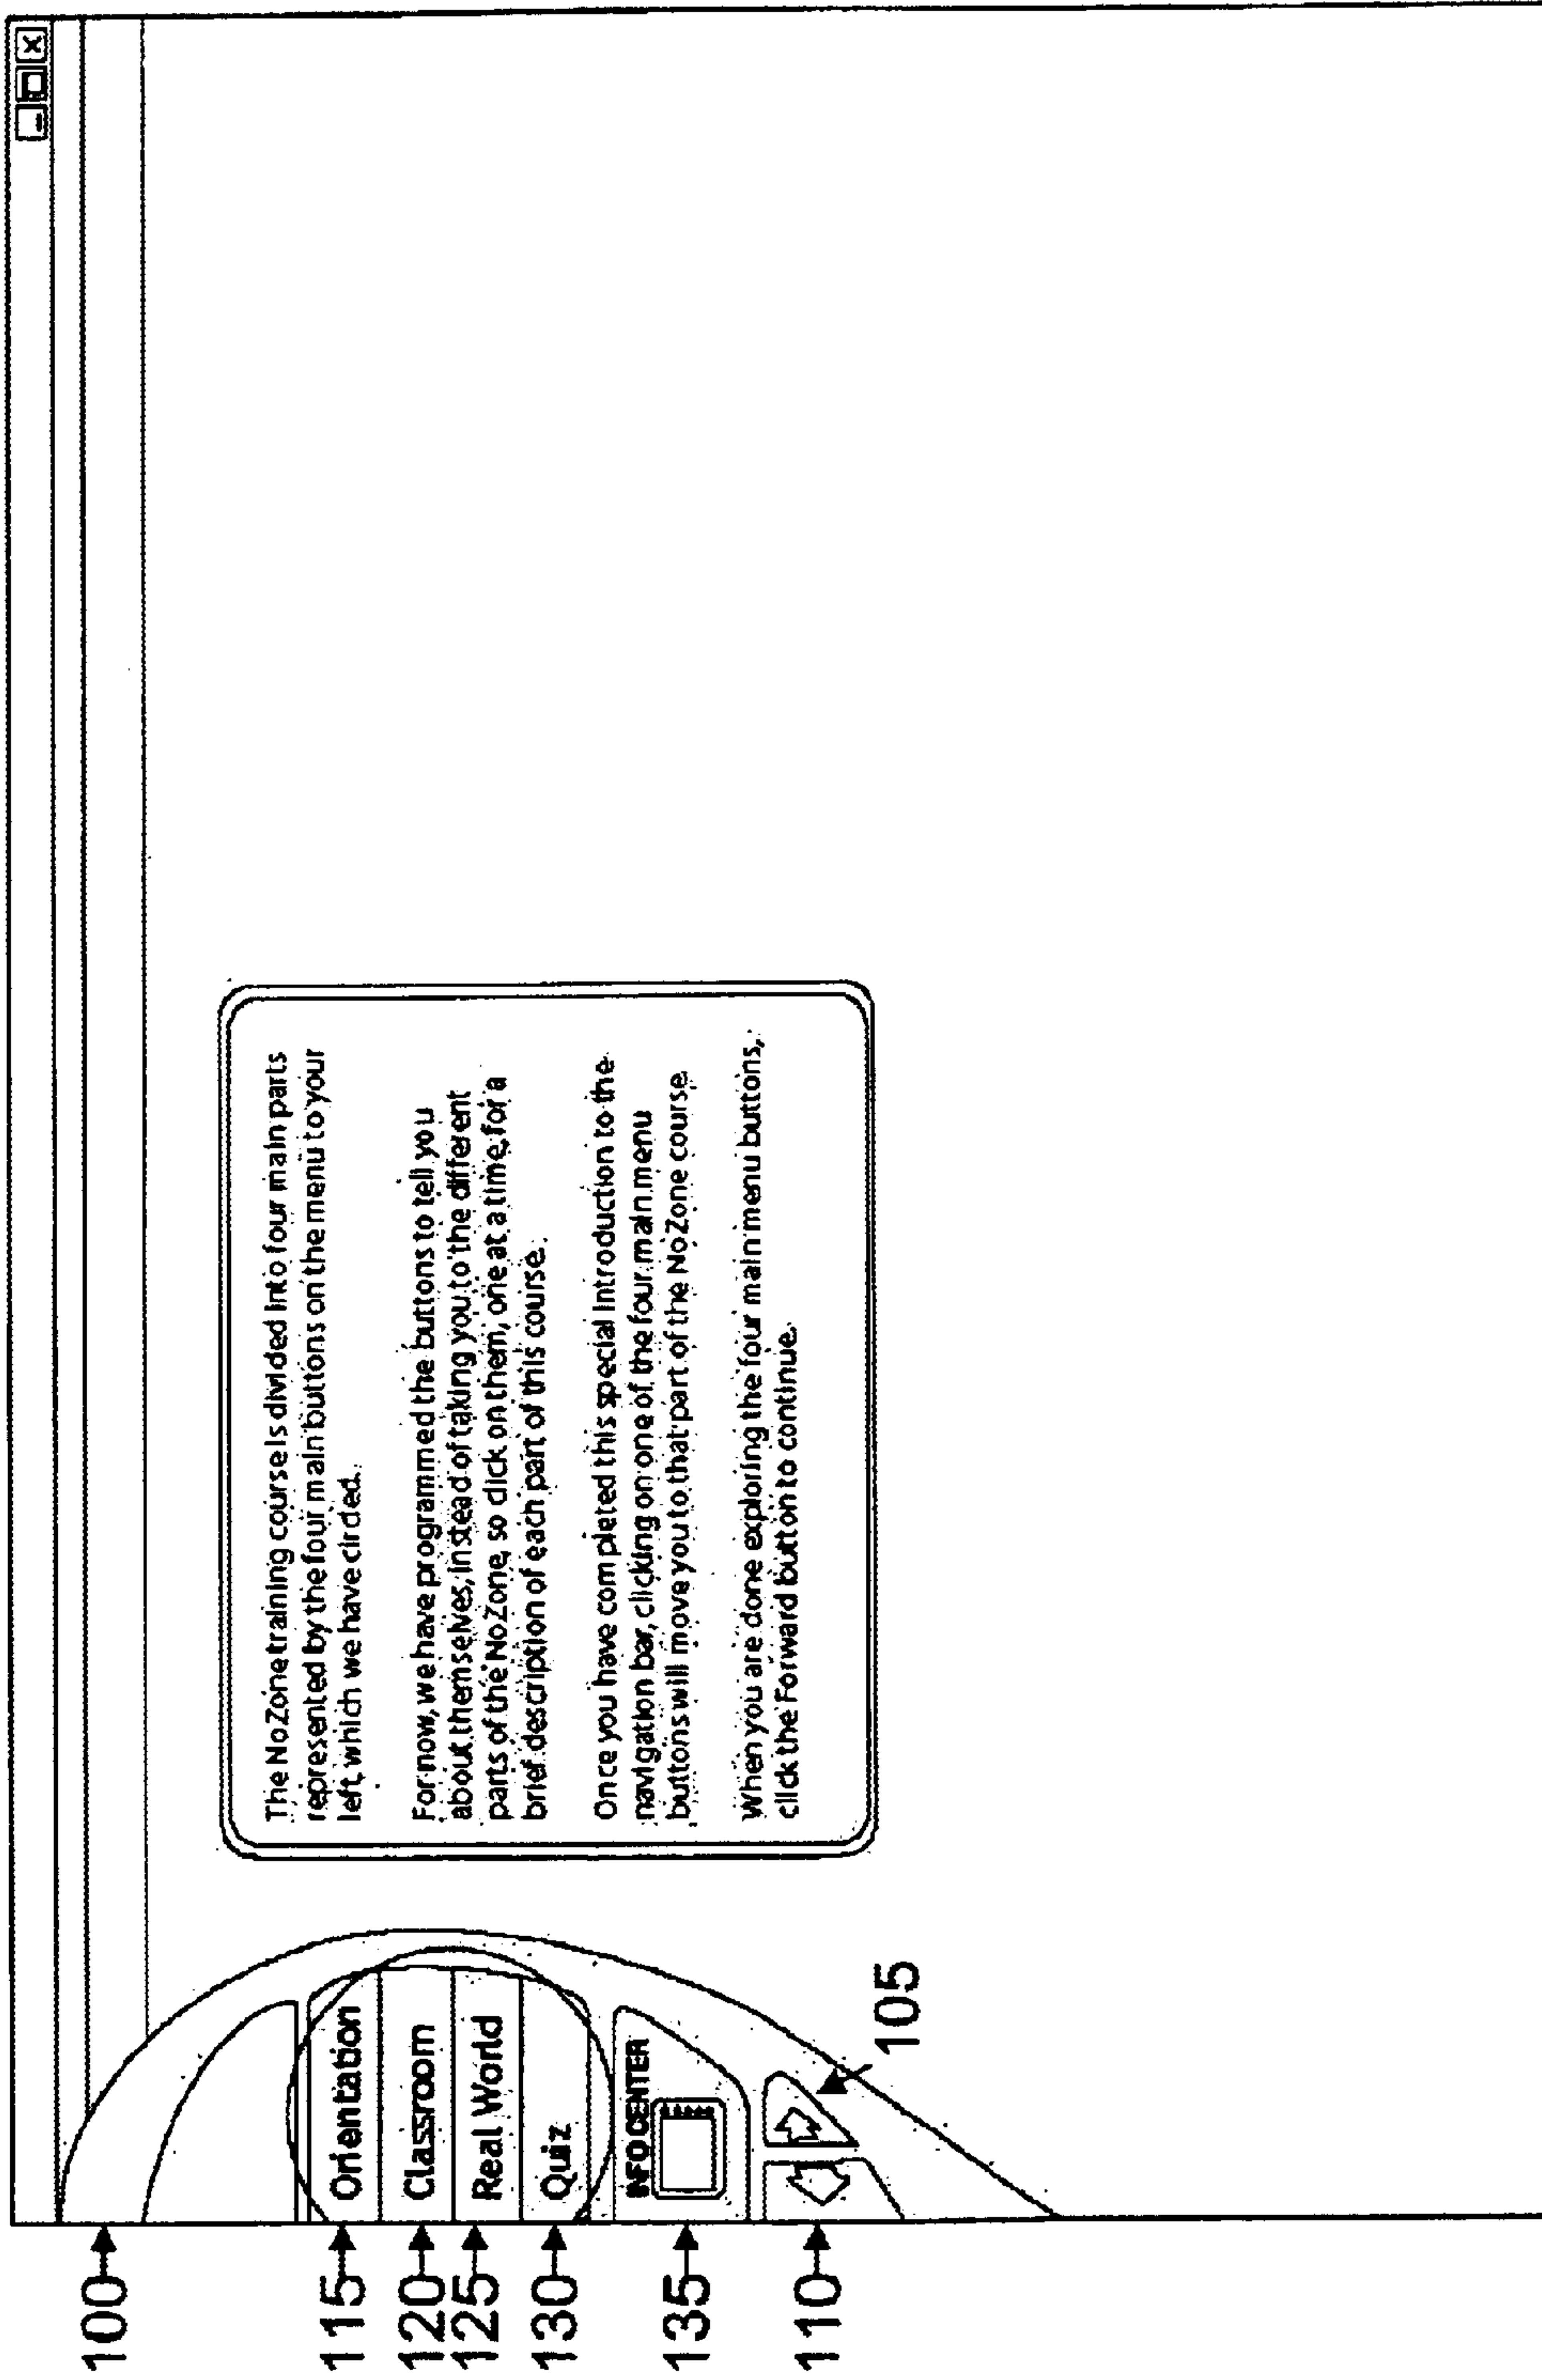 100
115
120
125
130
135
110
105
Orientation
Classroom
Real World
Quiz
INFO CENTER
The NoZone training course is divided into four main parts
represented by the four main buttons on the menu to your
left, which we have circled.
For now, we have programmed the buttons to tell you
about themselves, instead of taking you to the different
parts of the NoZone, so click on them, one at a time, for a
brief description of each part of this course.
Once you have completed this special introduction to the
navigation bar, clicking on one of the four main menu
buttons will move you to that part of the NoZone course.
When you are done exploring the four main menu buttons,
click the Forward button to continue.